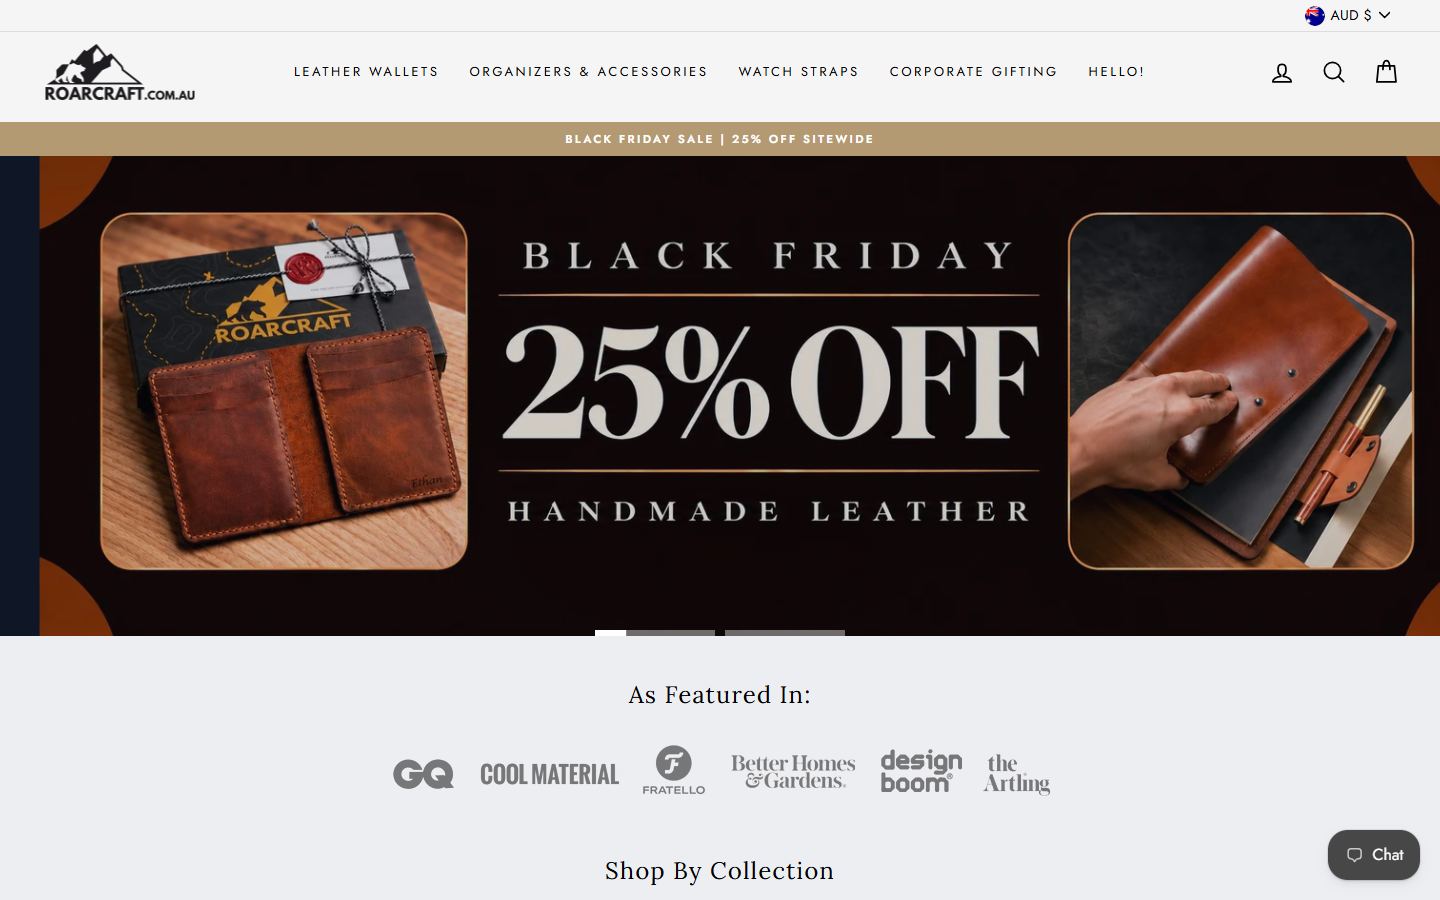 AUD $
ROARCRAFT.COM.AU
LEATHER WALLETS
ORGANIZERS & ACCESSORIES
WATCH STRAPS
CORPORATE GIFTING
HELLO!
BLACK FRIDAY SALE | 25% OFF SITEWIDE
ROARCRAFT
Ethan
BLACK FRIDAY
25% OFF
HANDMADE LEATHER
As Featured In:
GQ
COOL MATERIAL
FRATELLO
Better Homes
& Gardens.
design
boom®
the
Artling
Shop By Collection
Chat